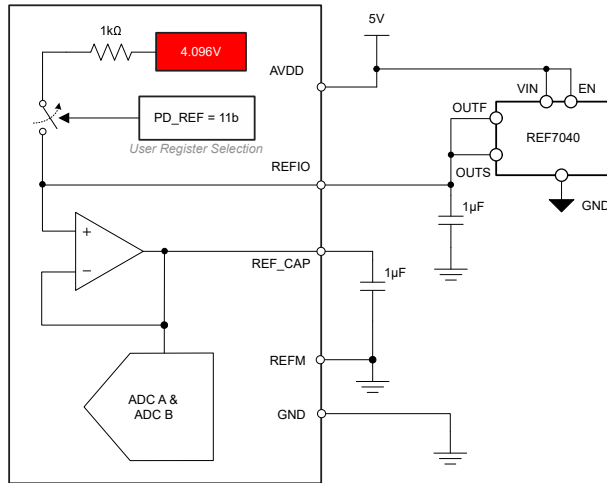 1kΩ
4.096V
5V
AVDD
VIN
EN
OUTF
PD_REF = 11b
REF7040
User Register Selection
REFIO
OUTS
GND
1µF
+
−
REF_CAP
1µF
REFM
ADC A &
ADC B
GND